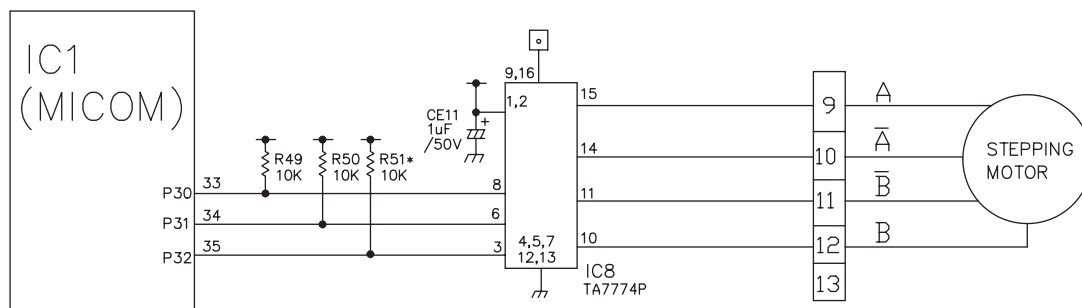 IC1
(MICOM)
9,16
1,2
15
CE11
1uF
/50V
+
9
A
R49
10K
R50
10K
R51*
10K
14
10
A̅
STEPPING
MOTOR
P30
33
8
11
11
B̅
P31
34
6
P32
35
3
4,5,7
12,13
10
12
B
IC8
TA7774P
13